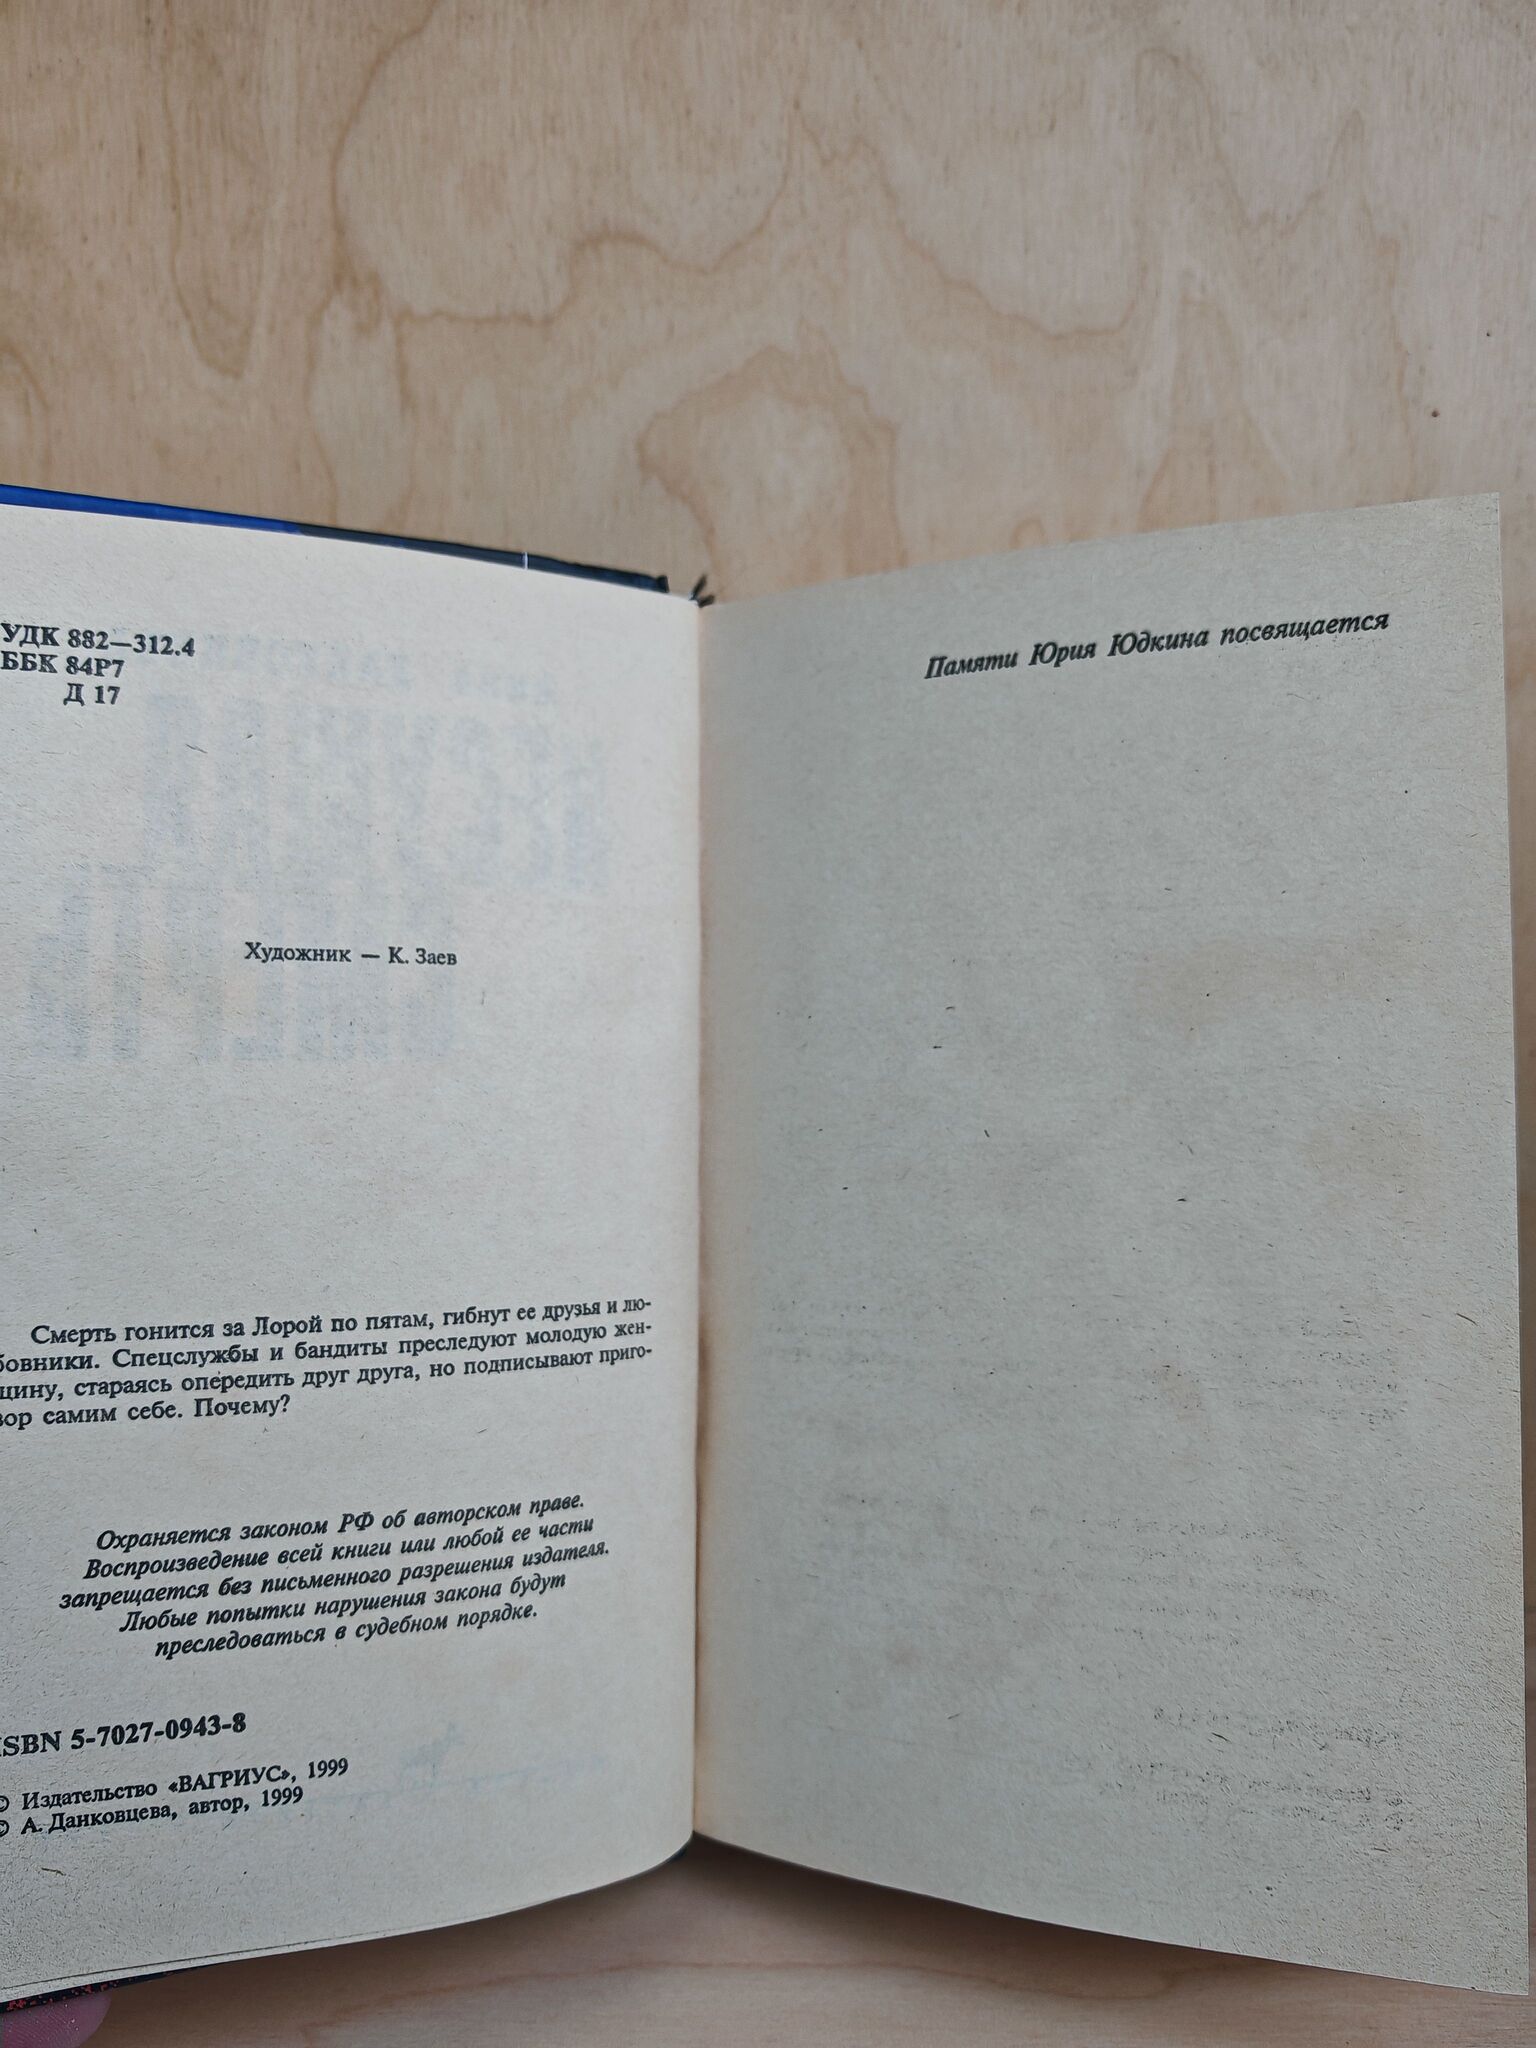 УДК 882—312.4
ББК 84Р7
Д 17
Художник — К. Заев
Смерть гонится за Лорой по пятам, гибнут ее друзья и лю-
бовники. Спецслужбы и бандиты преследуют молодую жен-
щину, стараясь опередить друг друга, но подписывают приго-
вор самим себе. Почему?
Охраняется законом РФ об авторском праве.
Воспроизведение всей книги или любой ее части
запрещается без письменного разрешения издателя.
Любые попытки нарушения закона будут
преследоваться в судебном порядке.
ISBN 5-7027-0943-8
© Издательство «ВАГРИУС», 1999
© А. Данковцева, автор, 1999
Памяти Юрия Юдкина посвящается